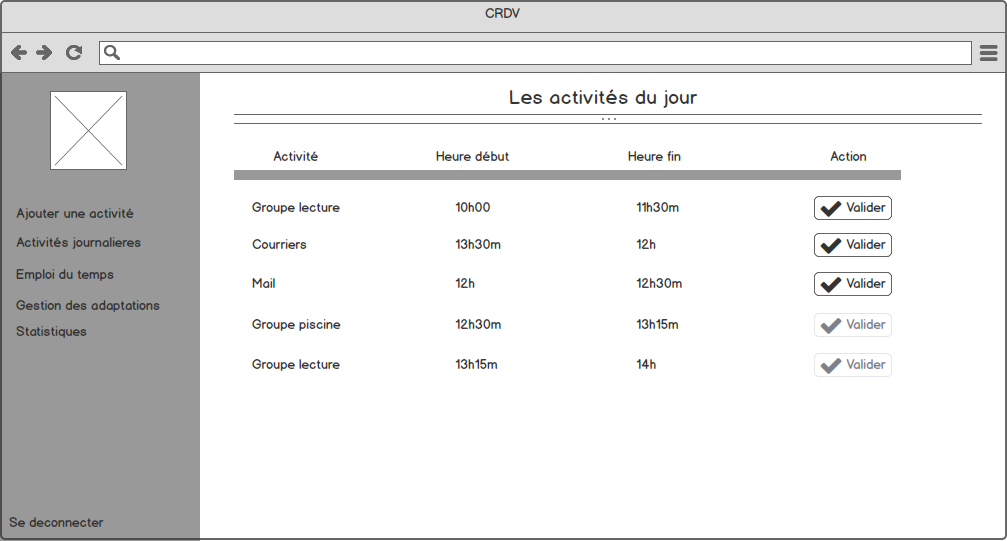 CRDV
Les activités du jour
Ajouter une activité
Activités journalieres
Emploi du temps
Gestion des adaptations
Statistiques
Se deconnecter
Activité Heure début Heure fin Action
Groupe lecture 10h00 11h30m Valider
Courriers 13h30m 12h Valider
Mail 12h 12h30m Valider
Groupe piscine 12h30m 13h15m Valider
Groupe lecture 13h15m 14h Valider